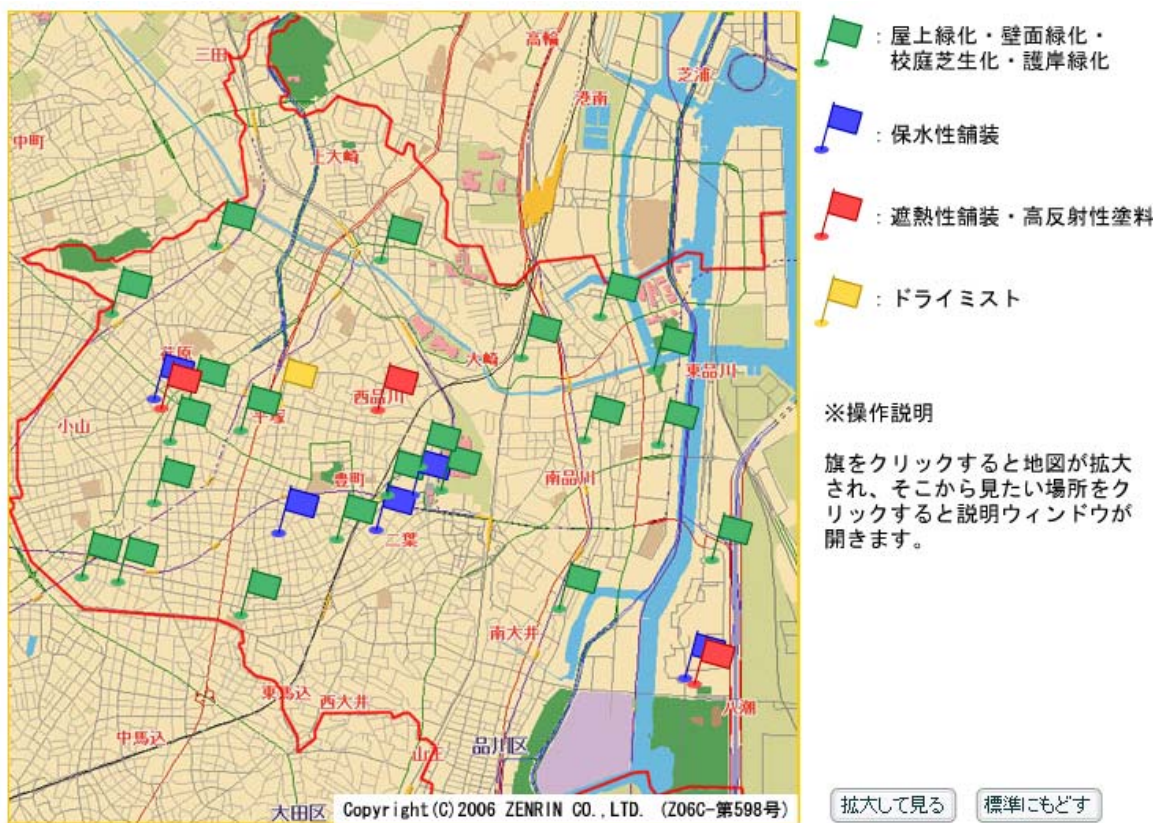 三田
高輪
芝浦
港南
中町
上大崎
荏原
大崎
東品川
西品川
小山
平塚
豊町
南品川
二葉
南大井
東馬込
西大井
八潮
中馬込
山王
品川区
大田区
Copyright(C)2006 ZENRIN CO.,LTD. (Z06C-第598号)
：屋上緑化・壁面緑化・
校庭芝生化・護岸緑化
：保水性舗装
：遮熱性舗装・高反射性塗料
：ドライミスト
※操作説明
旗をクリックすると地図が拡大
され、そこから見たい場所をク
リックすると説明ウィンドウが
開きます。
拡大して見る
標準にもどす